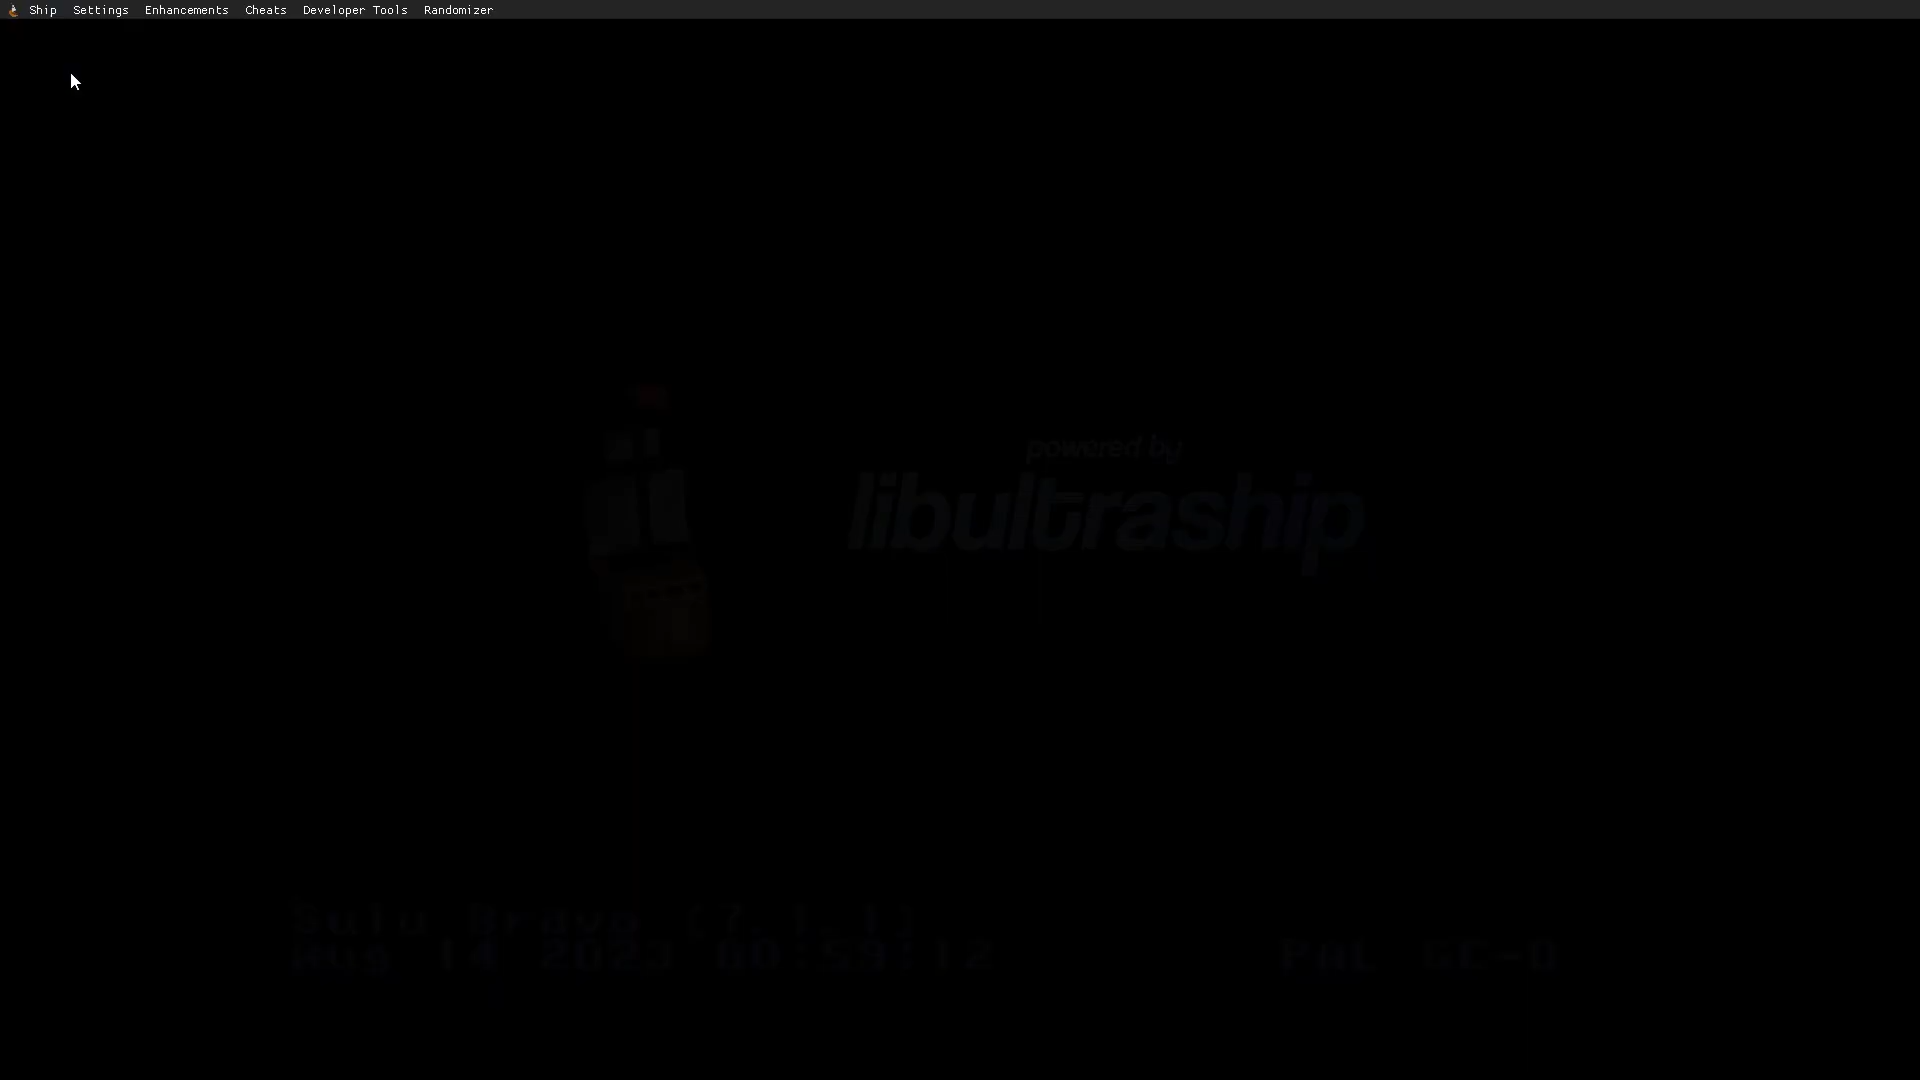 Ship Settings Enhancements Cheats Developer Tools Randomizer
powered by
libultraship
Sulu Bravo (7.1.1)
Aug 14 2023 00:59:12 PAL GC-D